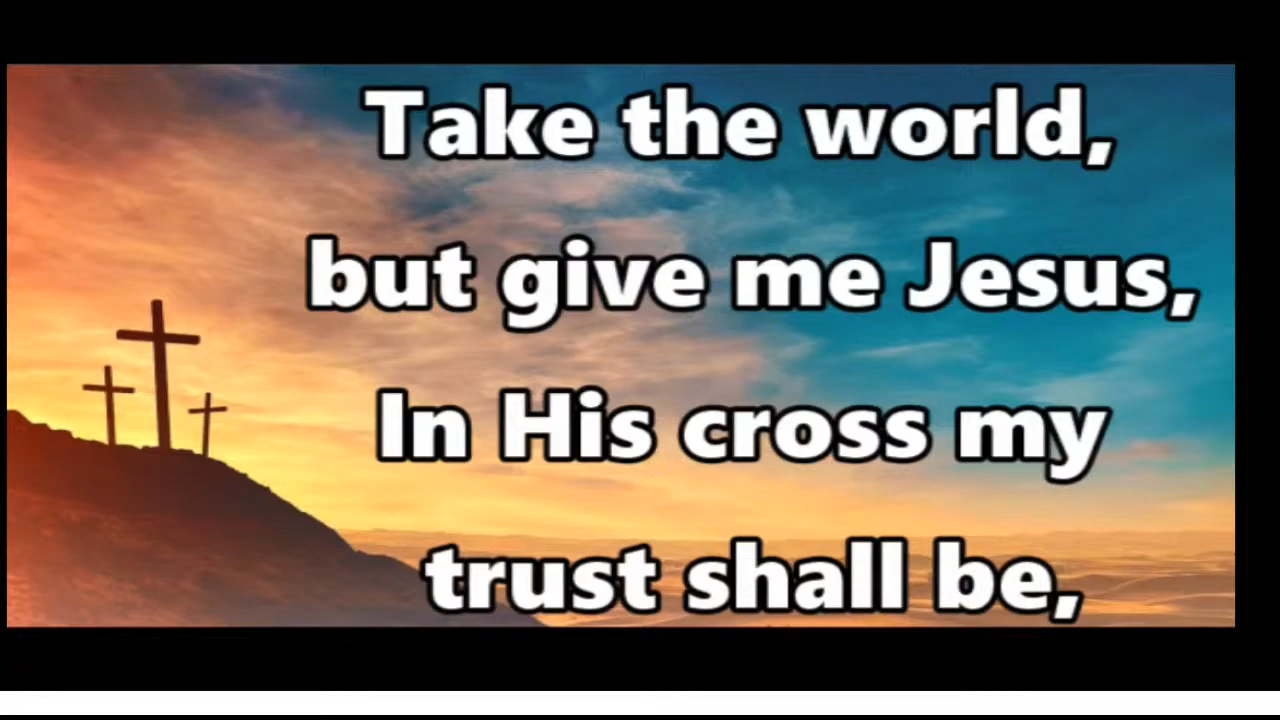 Take the world,
but give me Jesus,
In His cross my
trust shall be,